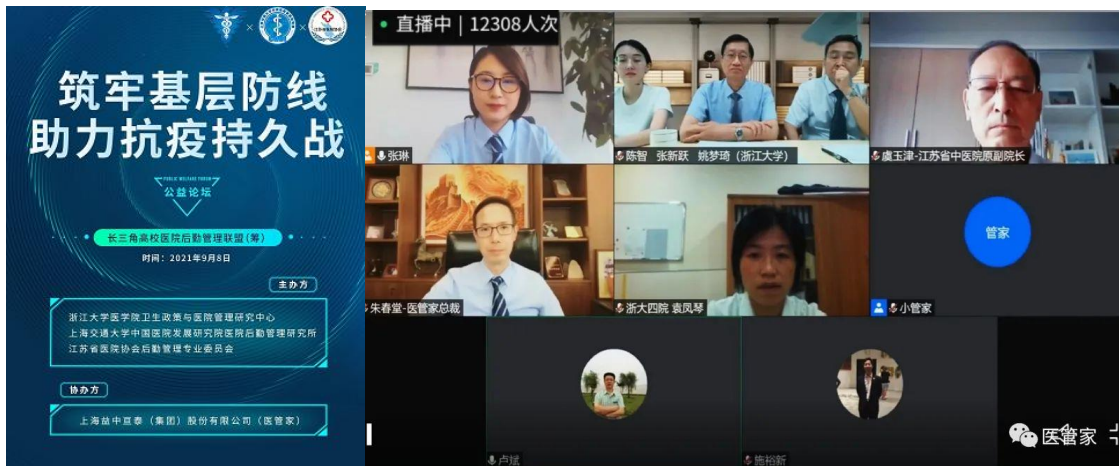 筑牢基层防线
助力抗疫持久战
PUBLIC WELFARE FORUM
公益论坛
长三角高校医院后勤管理联盟(筹)
时间：2021年9月8日
主办方
浙江大学医学院卫生政策与医院管理研究中心
上海交通大学中国医院发展研究院医院后勤管理研究所
江苏省医院协会后勤管理专业委员会
协办方
上海益中亘泰（集团）股份有限公司（医管家）
直播中 | 12308人次
张琳
陈智 张新跃 姚梦琦（浙江大学）
虞玉津-江苏省中医院原副院长
朱春堂-医管家总裁
浙大四院 袁凤琴
管家
小管家
卢斌
施裕新
医管家